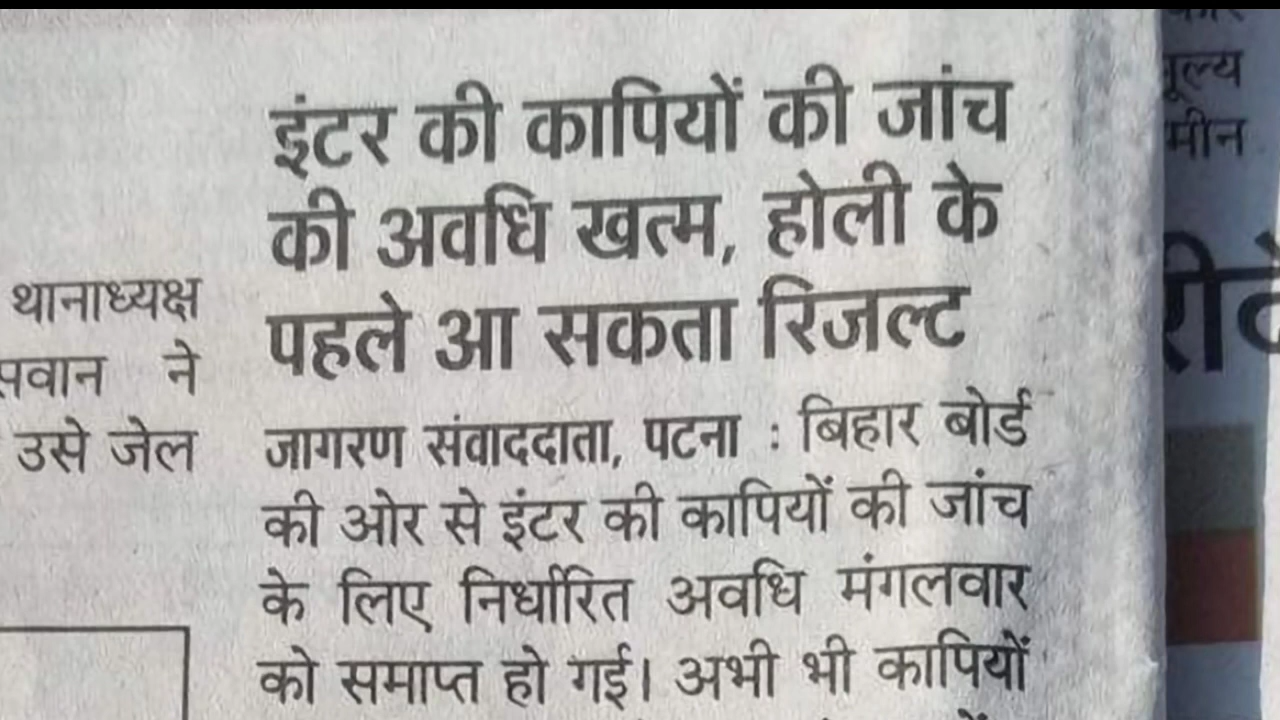 इंटर की कापियों की जांच
की अवधि खत्म, होली के
पहले आ सकता रिजल्ट
जागरण संवाददाता, पटना : बिहार बोर्ड
की ओर से इंटर की कापियों की जांच
के लिए निर्धारित अवधि मंगलवार
को समाप्त हो गई। अभी भी कापियों
थानाध्यक्ष
ने
उसे जेल
मीन